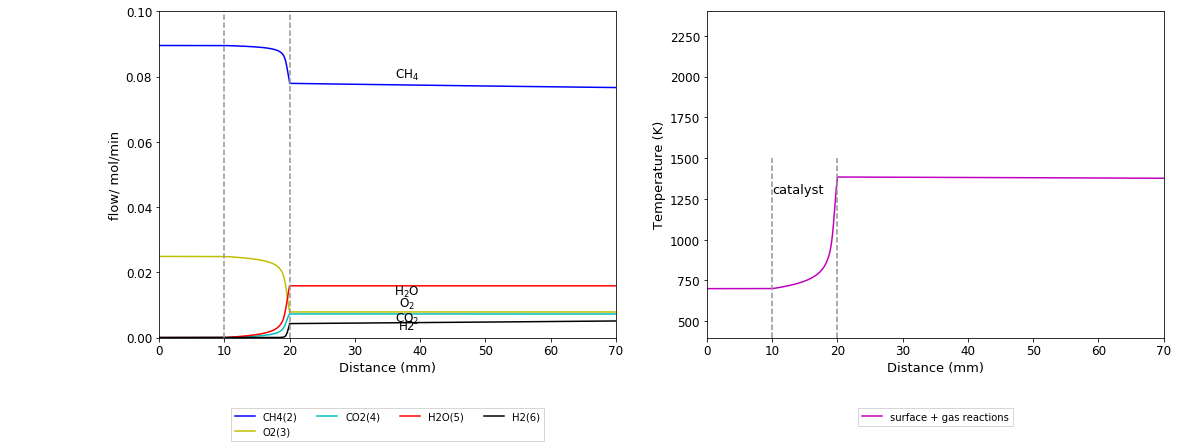 0.10
0.08
0.06
0.04
0.02
0.00
flow/ mol/min
CH4
H2O
O2
CO2
H2
0 10 20 30 40 50 60 70
Distance (mm)
CH4(2) CO2(4) H2O(5) H2(6)
O2(3)
2250
2000
1750
1500
1250
1000
750
500
Temperature (K)
catalyst
0 10 20 30 40 50 60 70
Distance (mm)
surface + gas reactions